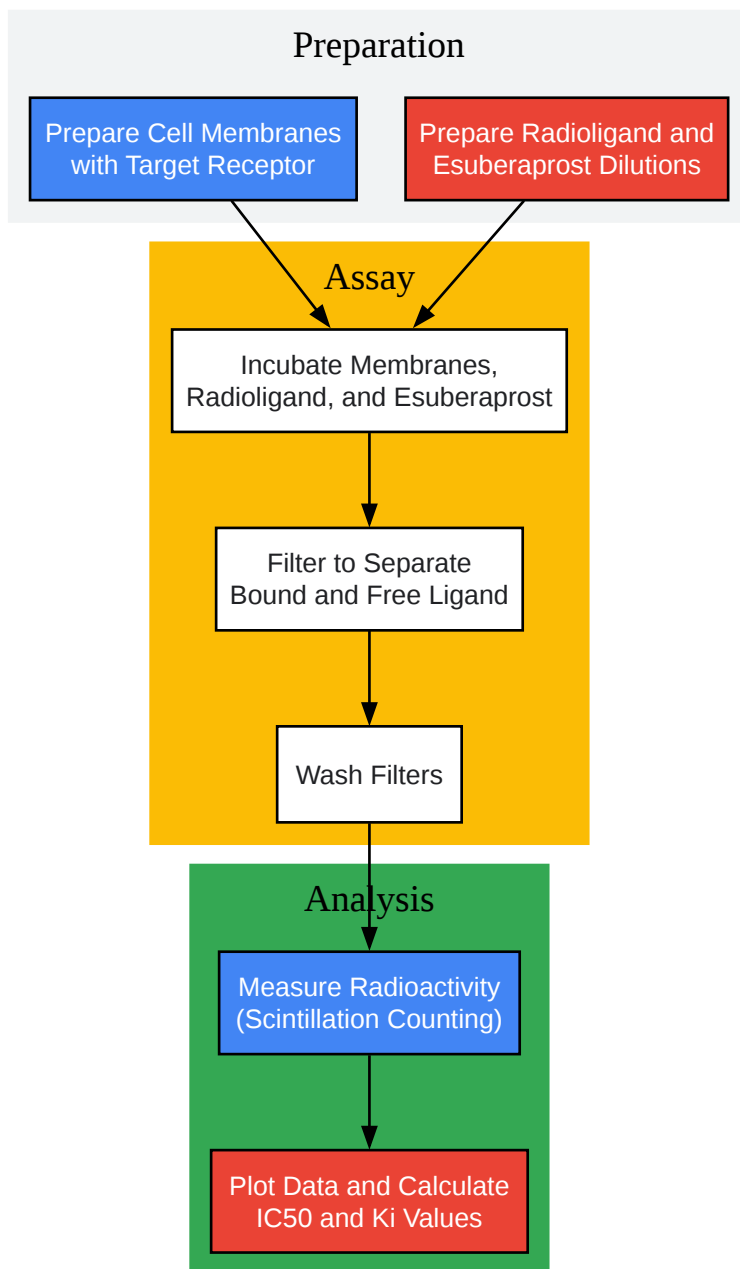 Preparation
Prepare Cell Membranes
with Target Receptor
Prepare Radioligand and
Esuberaprost Dilutions
Assay
Incubate Membranes,
Radioligand, and Esuberaprost
Filter to Separate
Bound and Free Ligand
Wash Filters
Analysis
Measure Radioactivity
(Scintillation Counting)
Plot Data and Calculate
IC50 and Ki Values